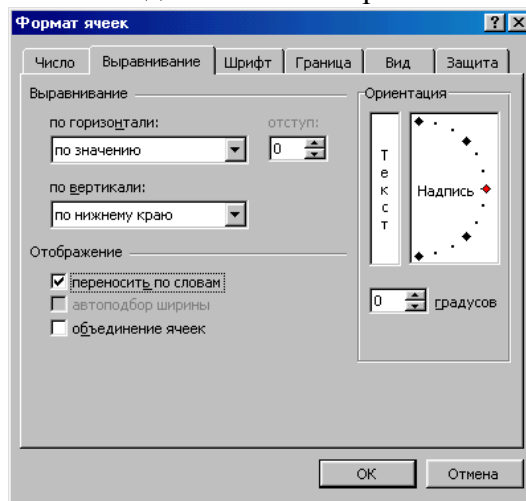 Формат ячеек
Число Выравнивание Шрифт Граница Вид Защита
Выравнивание
по горизонтали: отступ:
по значению 0
по вертикали:
по нижнему краю
Отображение
переносить по словам
автоподбор ширины
объединение ячеек
Ориентация
Текст
Надпись
0 градусов
ОК Отмена